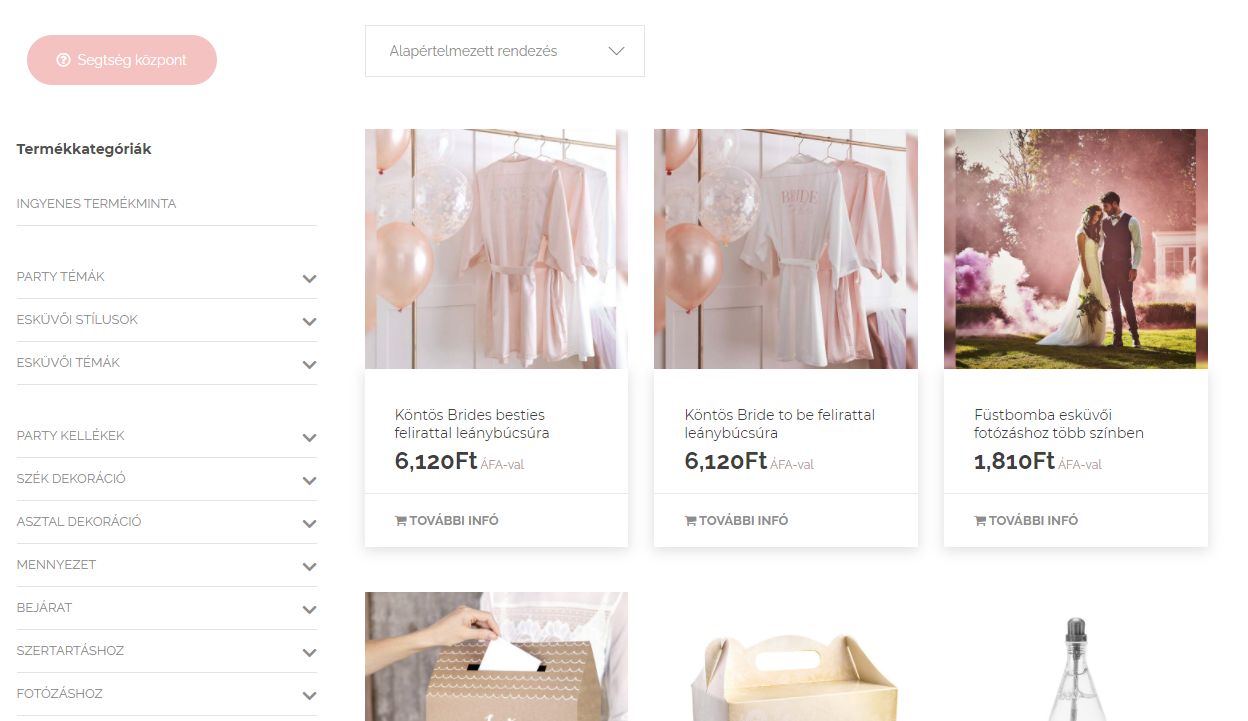 Segtség központ
Alapértelmezett rendezés
Termékkategóriák
INGYENES TERMÉKMINTA
PARTY TÉMÁK
ESKÜVŐI STÍLUSOK
ESKÜVŐI TÉMÁK
PARTY KELLÉKEK
SZÉK DEKORÁCIÓ
ASZTAL DEKORÁCIÓ
MENNYEZET
BEJÁRAT
SZERTARTÁSHOZ
FOTÓZÁSHOZ
BRIDE
Köntös Brides besties
felirattal leánybúcsúra
6,120Ft ÁFA-val
TOVÁBBI INFÓ
Köntös Bride to be felirattal
leánybúcsúra
6,120Ft ÁFA-val
TOVÁBBI INFÓ
Füstbomba esküvői
fotózáshoz több színben
1,810Ft ÁFA-val
TOVÁBBI INFÓ